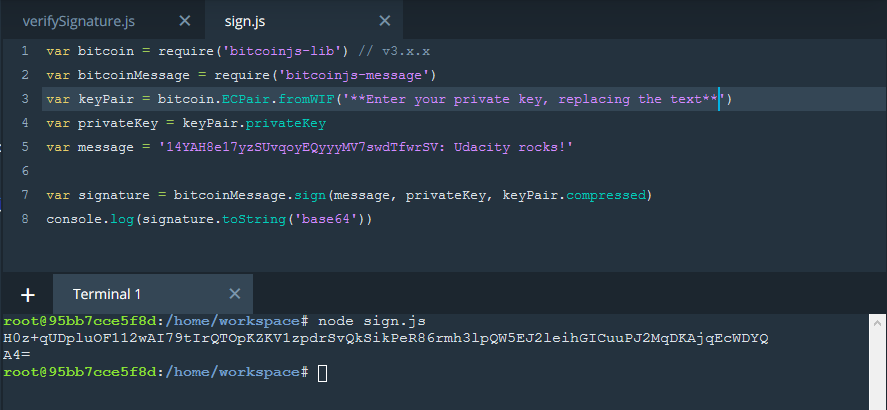 verifySignature.js
sign.js
1 var bitcoin = require('bitcoinjs-lib') // v3.x.x
2 var bitcoinMessage = require('bitcoinjs-message')
3 var keyPair = bitcoin.ECPair.fromWIF('**Enter your private key, replacing the text**')
4 var privateKey = keyPair.privateKey
5 var message = '14YAH8e17yzSUvqoyEQyyyMV7swdTfwrSV: Udacity rocks!'
6
7 var signature = bitcoinMessage.sign(message, privateKey, keyPair.compressed)
8 console.log(signature.toString('base64'))
+ Terminal 1
root@95bb7cce5f8d:/home/workspace# node sign.js
H0z+qUDpluOF112wAI79tIrQTOpKZKV1zpdrSvQkSikPeR86rmh3lpQW5EJ2leihGICuuPJ2MqDKAjqEcWDYQ
A4=
root@95bb7cce5f8d:/home/workspace#